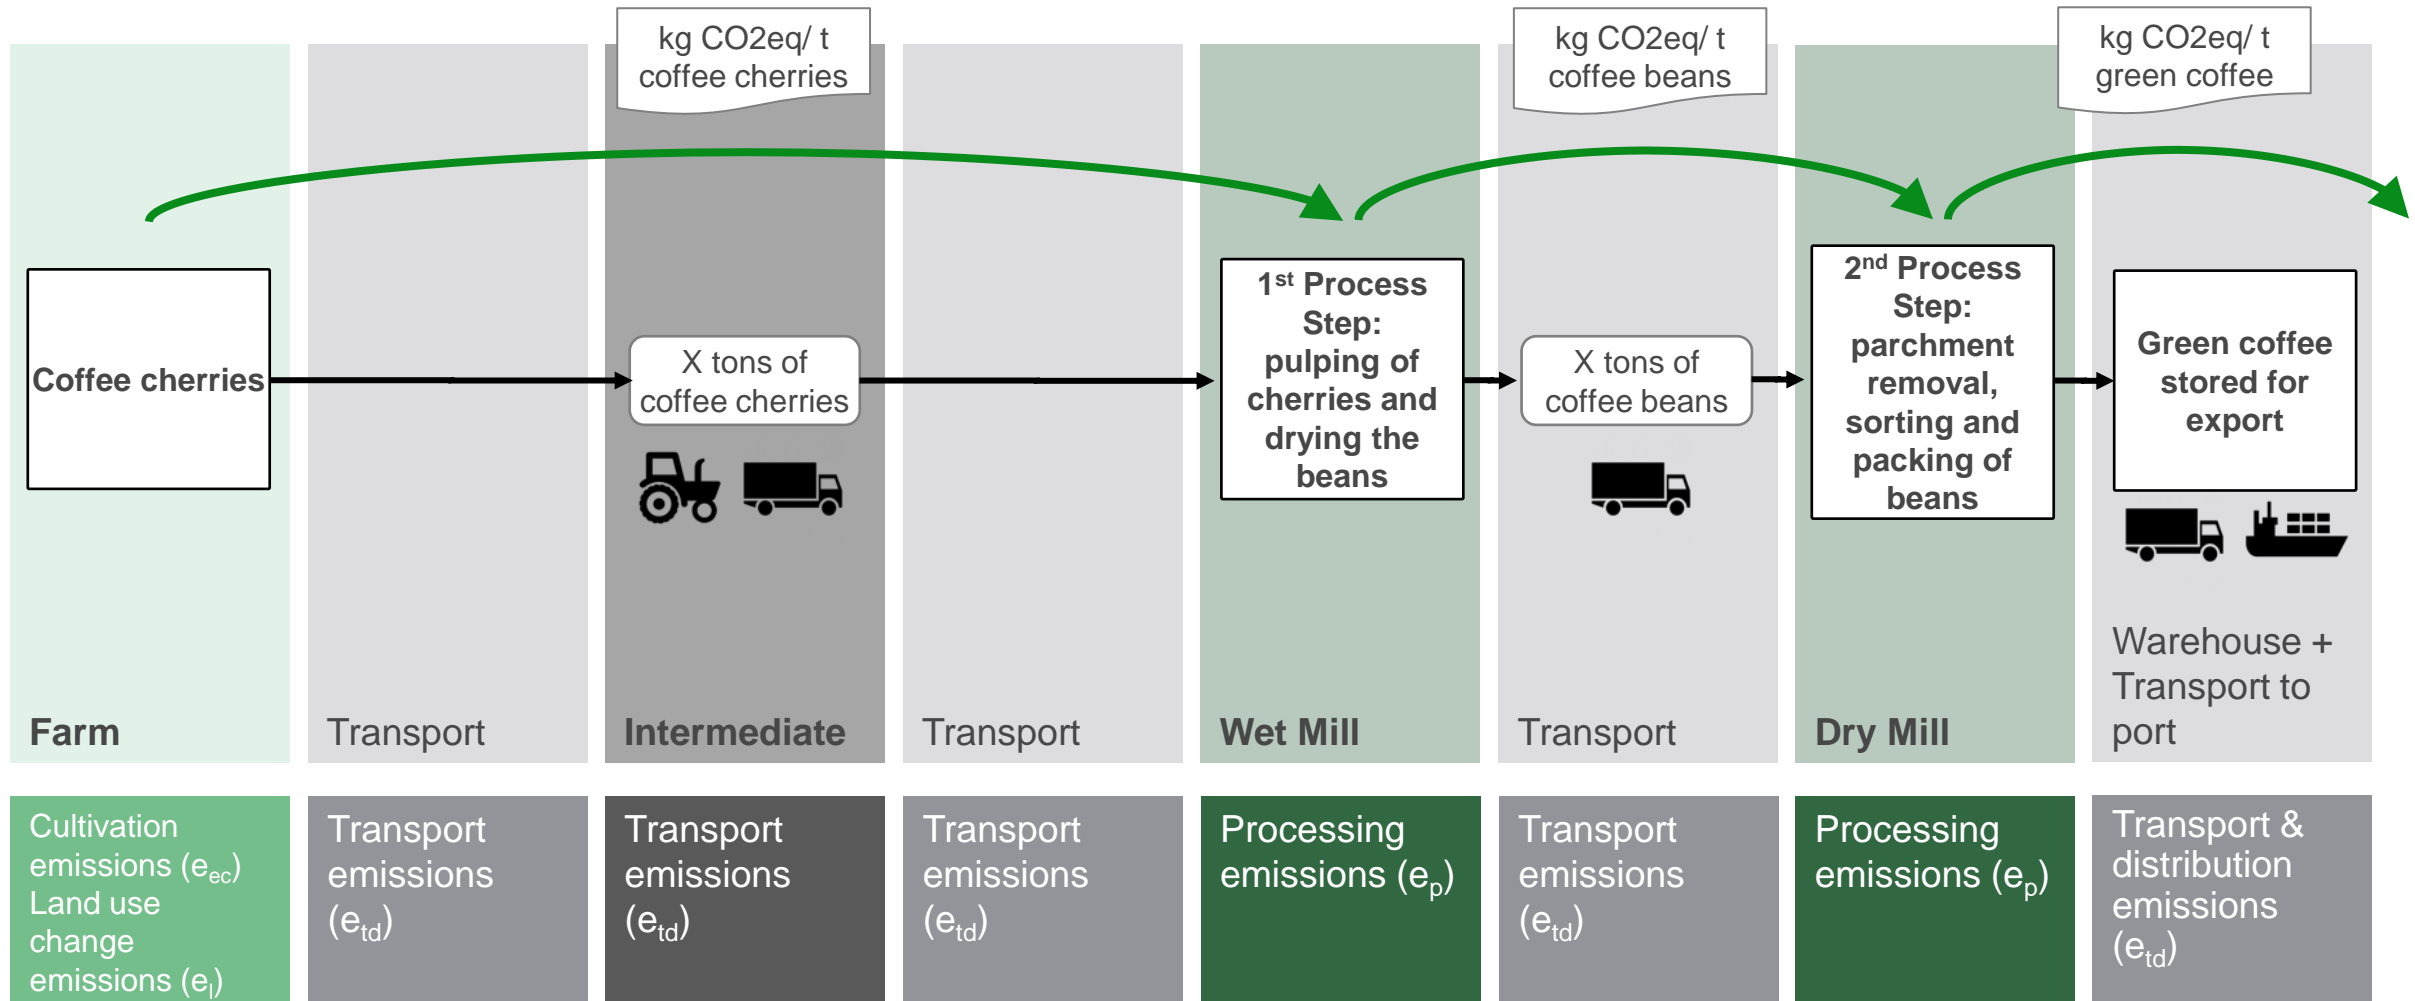 kg CO2eq/ t
coffee cherries
kg CO2eq/ t
coffee beans
kg CO2eq/ t
green coffee
Coffee cherries
X tons of
coffee cherries
1st Process
Step:
pulping of
cherries and
drying the
beans
X tons of
coffee beans
2nd Process
Step:
parchment
removal,
sorting and
packing of
beans
Green coffee
stored for
export
Farm
Transport
Intermediate
Transport
Wet Mill
Transport
Dry Mill
Warehouse +
Transport to
port
Cultivation
emissions (eec)
Land use
change
emissions (el)
Transport
emissions
(etd)
Transport
emissions
(etd)
Transport
emissions
(etd)
Processing
emissions (ep)
Transport
emissions
(etd)
Processing
emissions (ep)
Transport &
distribution
emissions
(etd)